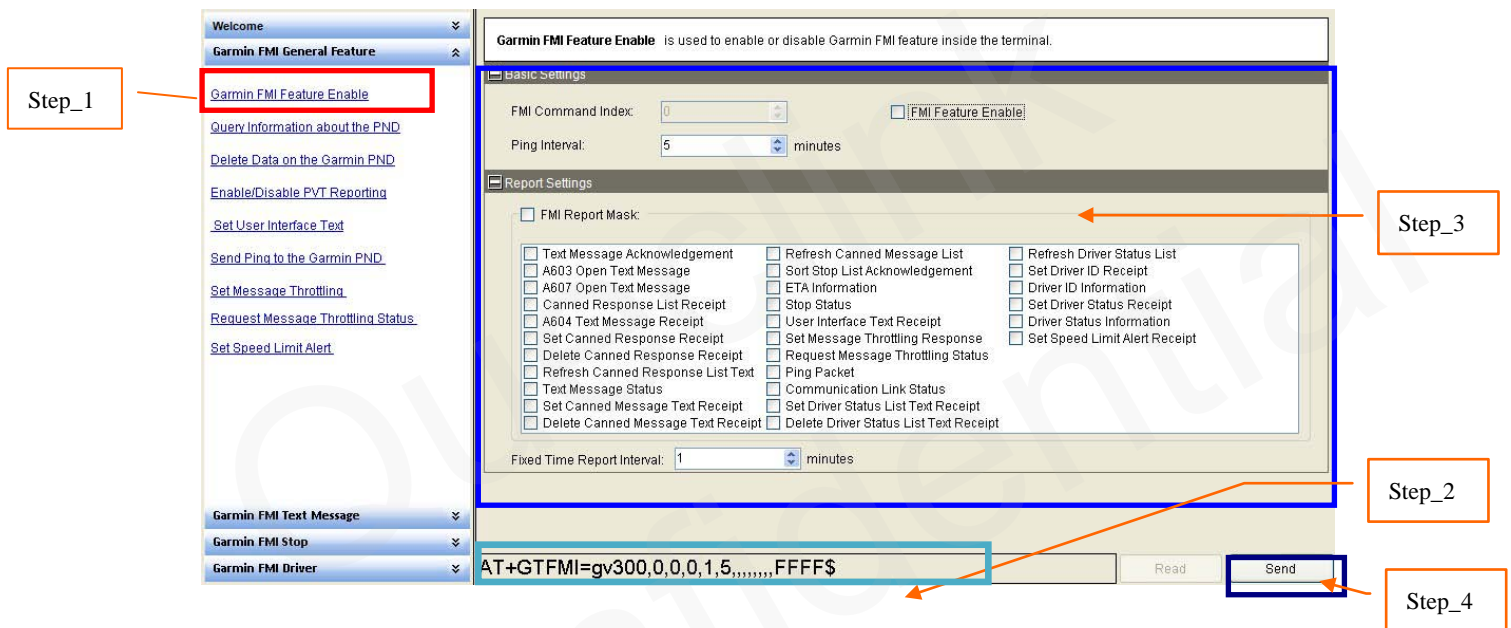 Welcome
Garmin FMI General Feature
Garmin FMI Feature Enable
Query Information about the PND
Delete Data on the Garmin PND
Enable/Disable PVT Reporting
Set User Interface Text
Send Ping to the Garmin PND
Set Message Throttling
Request Message Throttling Status
Set Speed Limit Alert
Garmin FMI Text Message
Garmin FMI Stop
Garmin FMI Driver
Step_1
Garmin FMI Feature Enable is used to enable or disable Garmin FMI feature inside the terminal.
Basic Settings
FMI Command Index: 0 FMI Feature Enable
Ping Interval: 5 minutes
Report Settings
FMI Report Mask:
Text Message Acknowledgement Refresh Canned Message List Refresh Driver Status List
A603 Open Text Message Sort Stop List Acknowledgement Set Driver ID Receipt
A607 Open Text Message ETA Information Driver ID Information
Canned Response List Receipt Stop Status Set Driver Status Receipt
A604 Text Message Receipt User Interface Text Receipt Driver Status Information
Set Canned Response Receipt Set Message Throttling Response Set Speed Limit Alert Receipt
Delete Canned Response Receipt Request Message Throttling Status
Refresh Canned Response List Text Ping Packet
Text Message Status Communication Link Status
Set Canned Message Text Receipt Set Driver Status List Text Receipt
Delete Canned Message Text Receipt Delete Driver Status List Text Receipt
Fixed Time Report Interval: 1 minutes
AT+GTFMI=gv300,0,0,0,1,5,,,,,,,,FFFF$
Read Send
Step_3
Step_2
Step_4
Confidential